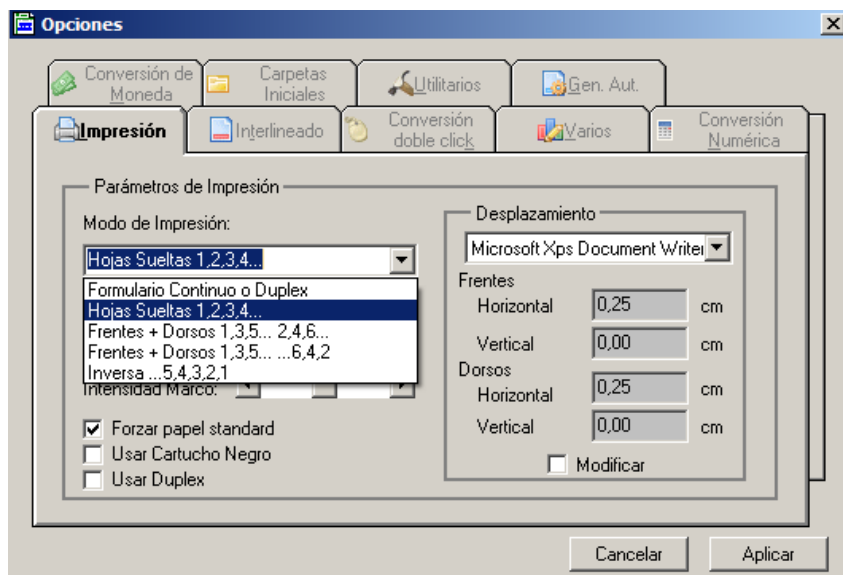 Opciones
Conversión de
Moneda
Carpetas
Iniciales
Utilitarios
Gen. Aut.
Impresión
Interlineado
Conversión
doble click
Varios
Conversión
Numérica
Parámetros de Impresión
Modo de Impresión:
Hojas Sueltas 1,2,3,4...
Formulario Continuo o Duplex
Hojas Sueltas 1,2,3,4...
Frentes + Dorsos 1,3,5... 2,4,6...
Frentes + Dorsos 1,3,5... ...6,4,2
Inversa ...5,4,3,2,1
Intensidad Marco:
Forzar papel standard
Usar Cartucho Negro
Usar Duplex
Desplazamiento
Microsoft Xps Document Writer
Frentes
Horizontal 0,25 cm
Vertical 0,00 cm
Dorsos
Horizontal 0,25 cm
Vertical 0,00 cm
Modificar
Cancelar
Aplicar